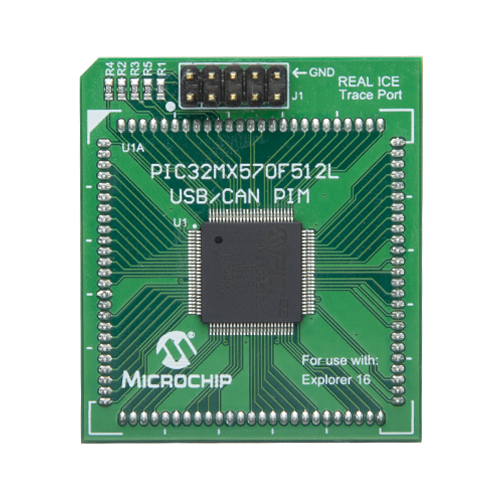 R4
R2
R3
R5
R1
GND
J1
REAL ICE
Trace Port
U1A
PIC32MX570F512L
USB/CAN PIM
U1
MICROCHIP
For use with:
Explorer 16